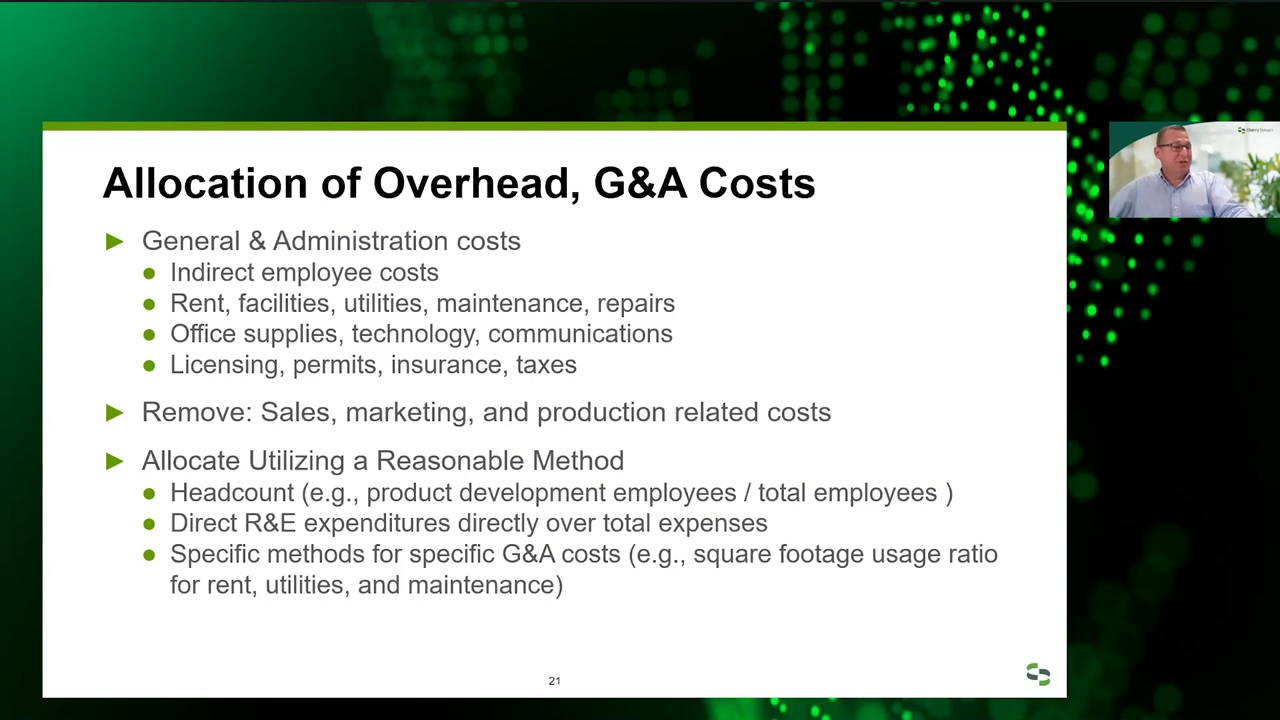 Allocation of Overhead, G&A Costs
► General & Administration costs
● Indirect employee costs
● Rent, facilities, utilities, maintenance, repairs
● Office supplies, technology, communications
● Licensing, permits, insurance, taxes
► Remove: Sales, marketing, and production related costs
► Allocate Utilizing a Reasonable Method
● Headcount (e.g., product development employees / total employees )
● Direct R&E expenditures directly over total expenses
● Specific methods for specific G&A costs (e.g., square footage usage ratio
for rent, utilities, and maintenance)
21